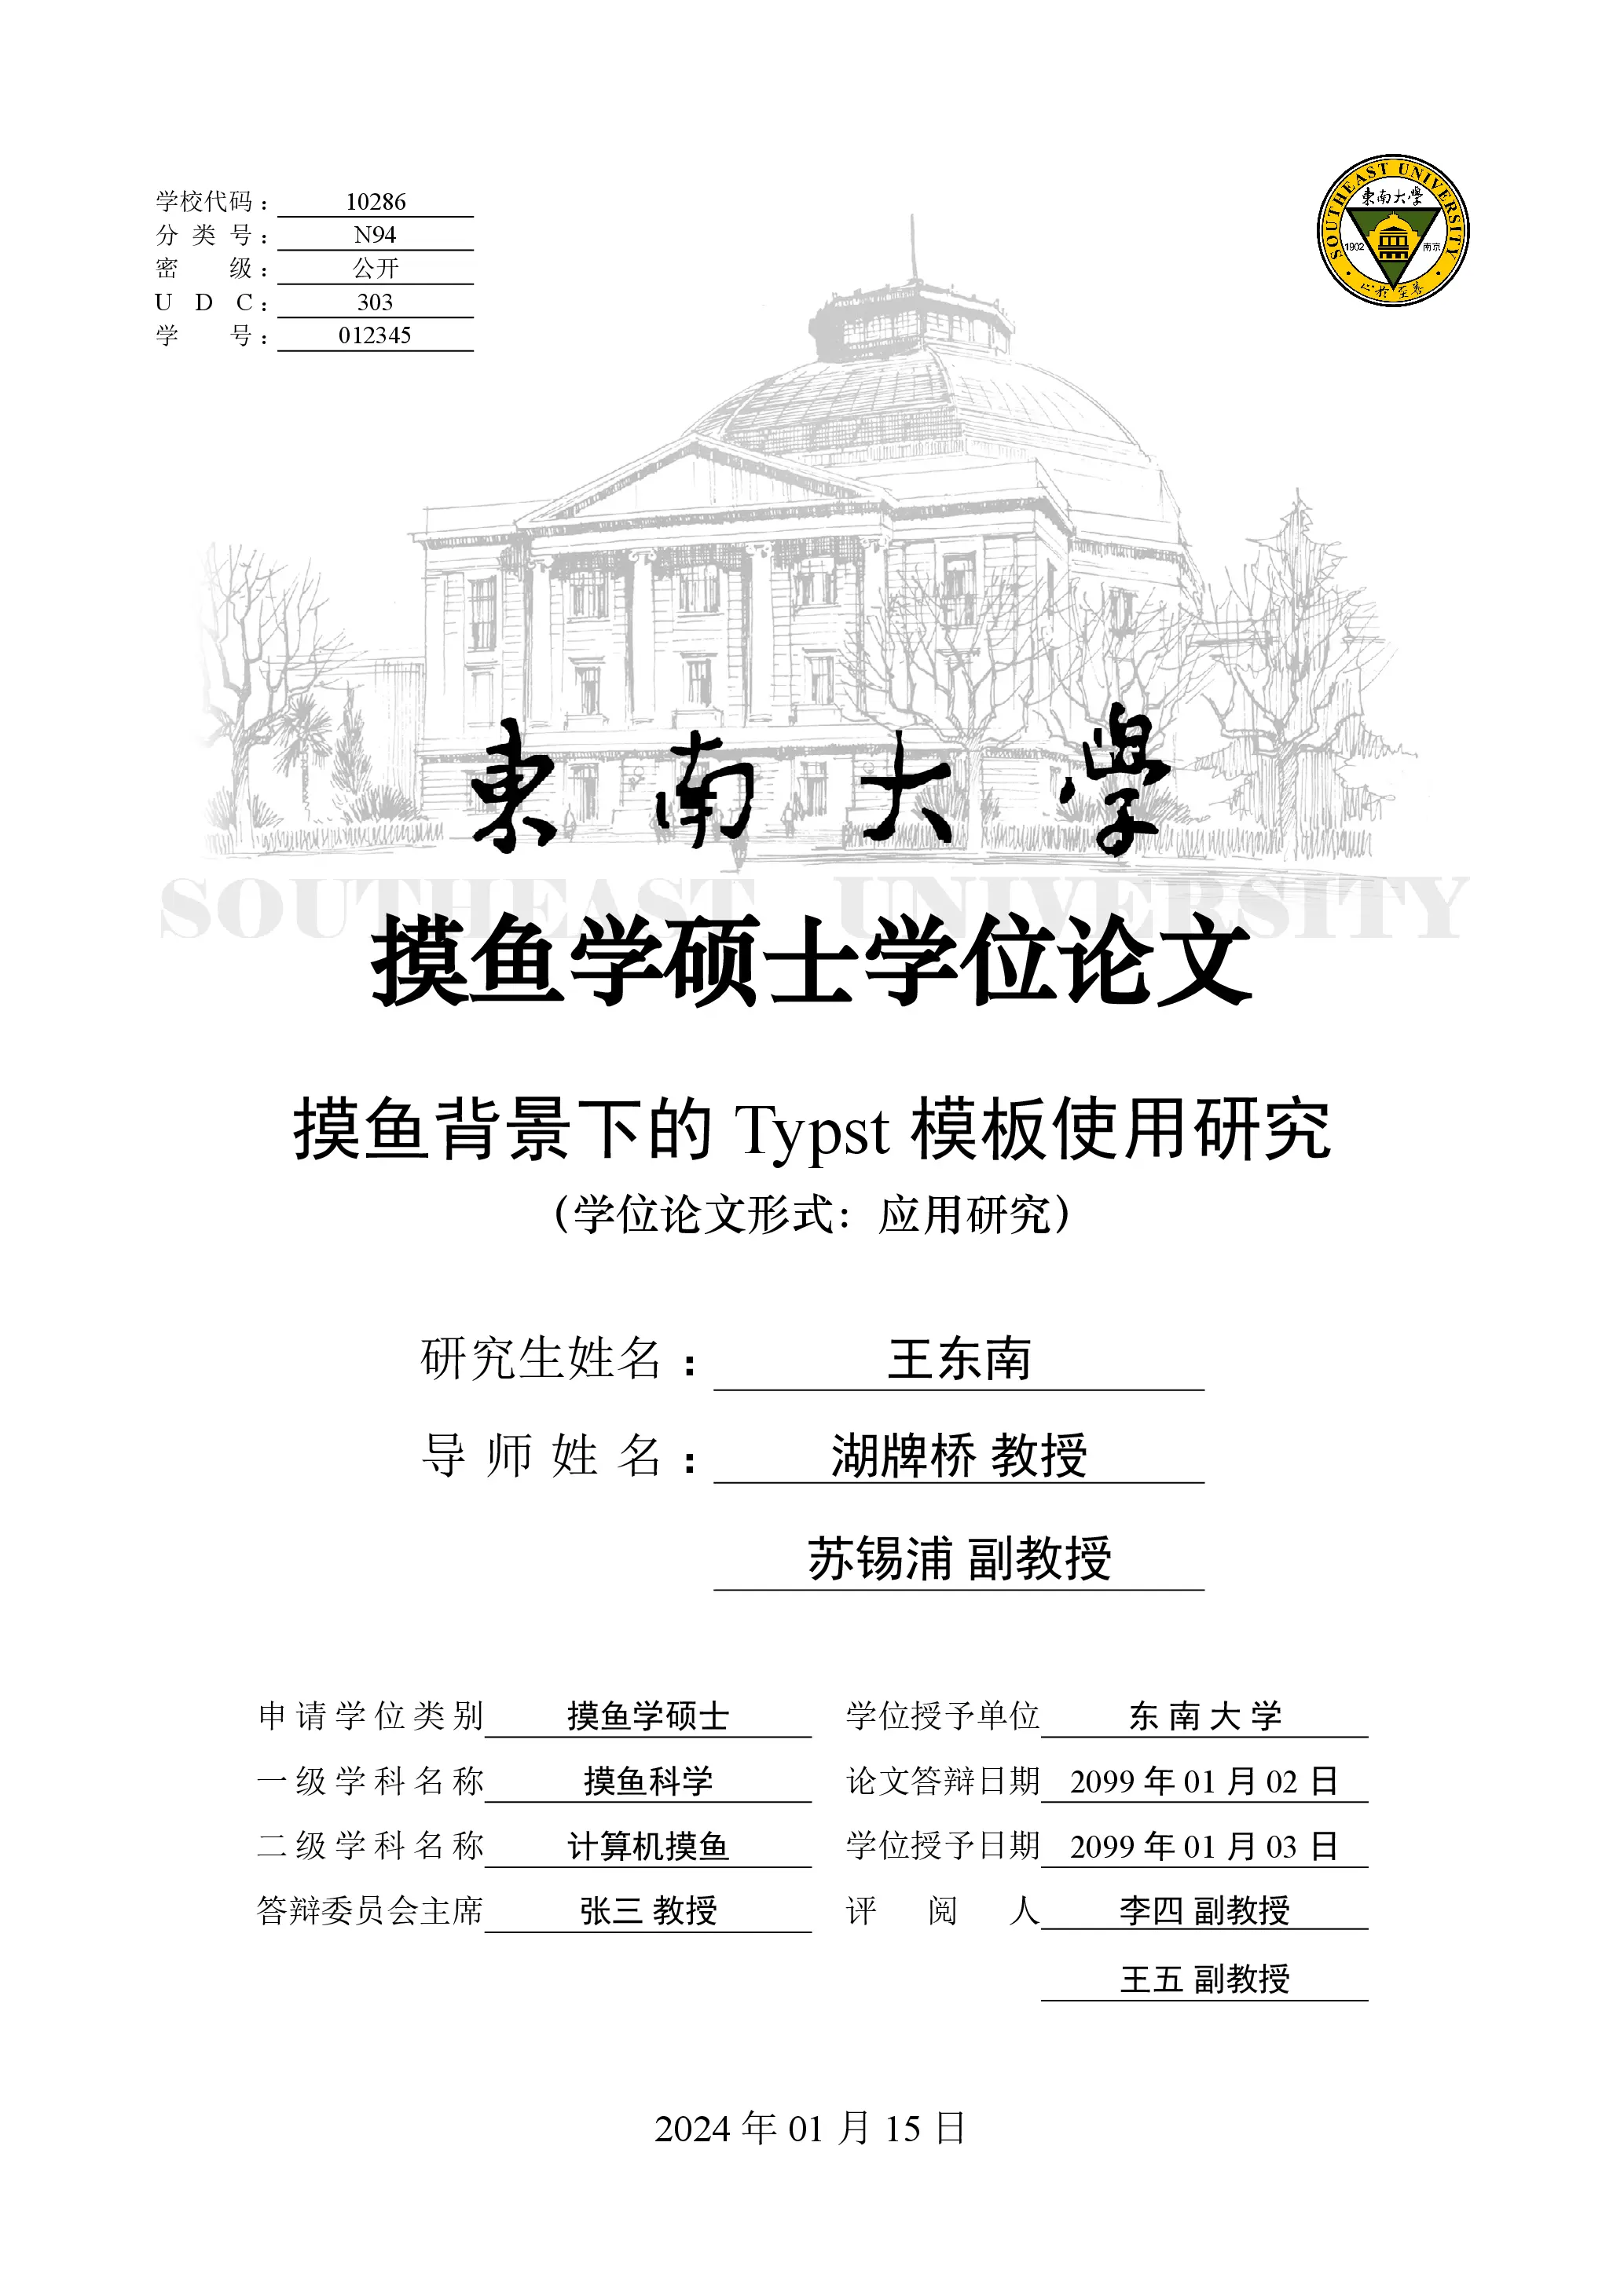 学校代码：10286
分类号：N94
密级：公开
UDC：303
学号：012345
SOUTHEAST UNIVERSITY
東南大學
1902 南京
止於至善
東南大學
SOUTHEAST UNIVERSITY
摸鱼学硕士学位论文
摸鱼背景下的 Typst 模板使用研究
（学位论文形式：应用研究）
研究生姓名：王东南
导师姓名：湖牌桥 教授
苏锡浦 副教授
申请学位类别 摸鱼学硕士 学位授予单位 东南大学
一级学科名称 摸鱼科学 论文答辩日期 2099 年 01 月 02 日
二级学科名称 计算机摸鱼 学位授予日期 2099 年 01 月 03 日
答辩委员会主席 张三 教授 评阅人 李四 副教授
王五 副教授
2024 年 01 月 15 日